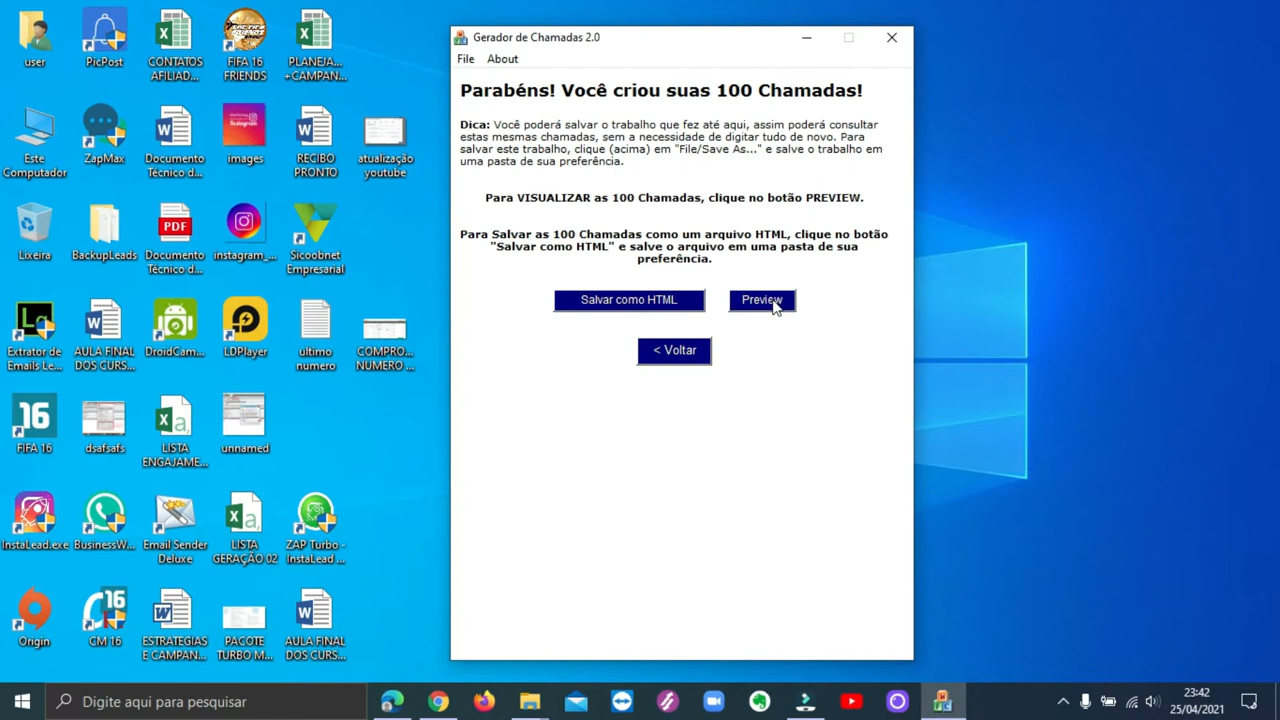 Gerador de Chamadas 2.0
File About
Parabéns! Você criou suas 100 Chamadas!
Dica: Você poderá salvar o trabalho que fez até aqui, assim poderá consultar
estas mesmas chamadas, sem a necessidade de digitar tudo de novo. Para
salvar este trabalho, clique (acima) em "File/Save As..." e salve o trabalho em
uma pasta de sua preferência.
Para VISUALIZAR as 100 Chamadas, clique no botão PREVIEW.
Para Salvar as 100 Chamadas como um arquivo HTML, clique no botão
"Salvar como HTML" e salve o arquivo em uma pasta de sua
preferência.
Salvar como HTML Preview
< Voltar
user PicPost CONTATOS FIFA 16 PLANEJA...
AFILIAD... FRIENDS +CAMPAN...
Este ZapMax Documento images RECIBO atualização
Computador Técnico d... PRONTO youtube
PDF
Lixeira BackupLeads Documento instagram_... Sicoobnet
Técnico d... Empresarial
Extrator de AULA FINAL DroidCam... LDPlayer ultimo COMPRO...
Emails Le... DOS CURS... numero NUMERO ...
16
FIFA 16 dsafsafs LISTA unnamed
ENGAJAME...
InstaLead.exe BusinessW... Email Sender LISTA ZAP Turbo -
Deluxe GERAÇÃO 02 InstaLead ...
16
Origin CM 16 ESTRATEGIAS PACOTE AULA FINAL
E CAMPAN... TURBO M... DOS CURS...
Digite aqui para pesquisar
23:42
25/04/2021